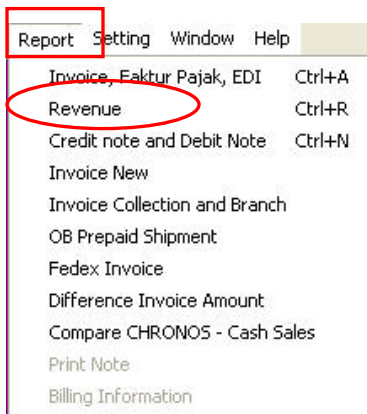 Report Setting Window Help
Invoice, Faktur Pajak, EDI Ctrl+A
Revenue Ctrl+R
Credit note and Debit Note Ctrl+N
Invoice New
Invoice Collection and Branch
OB Prepaid Shipment
Fedex Invoice
Difference Invoice Amount
Compare CHRONOS - Cash Sales
Print Note
Billing Information